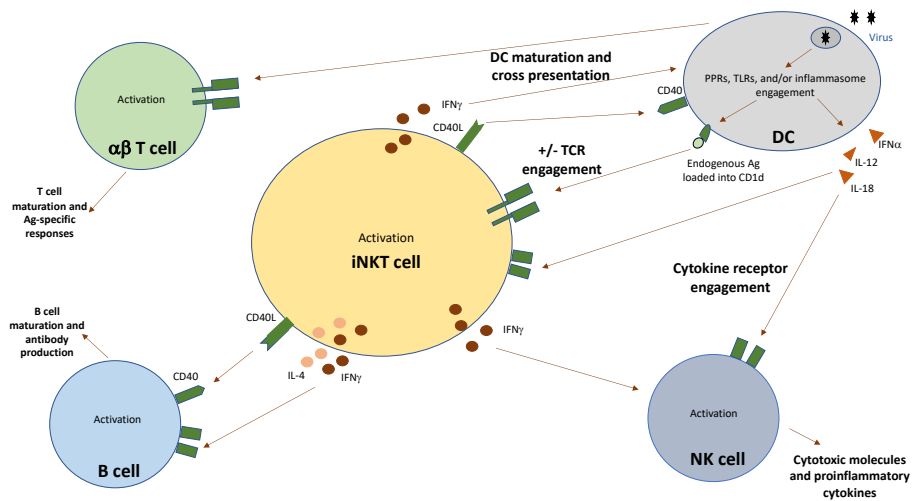 Virus
DC maturation and
cross presentation
PPRs, TLRs, and/or inflammasome
engagement
CD40
DC
Activation
αβ T cell
IFNγ
CD40L
IFNα
IL-12
IL-18
Endogenous Ag
loaded into CD1d
+/- TCR
engagement
T cell
maturation and
Ag-specific
responses
Activation
iNKT cell
Cytokine receptor
engagement
B cell
maturation and
antibody
production
CD40L
IL-4
IFNγ
IFNγ
CD40
Activation
B cell
Activation
NK cell
Cytotoxic molecules
and proinflammatory
cytokines